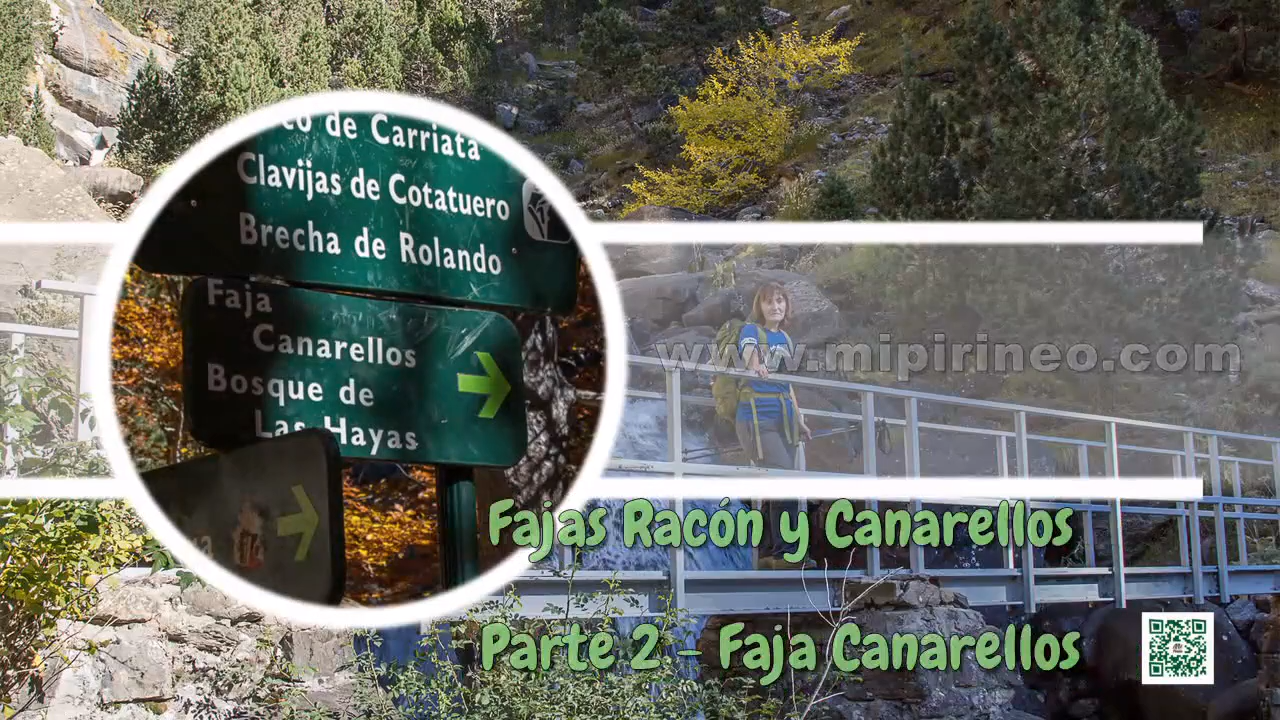 co de Carriata
Clavijas de Cotatuero
Brecha de Rolando
Faja
Canarellos
Bosque de
Las Hayas
www.mipirineo.com
Fajas Racón y Canarellos
Parte 2 - Faja Canarellos